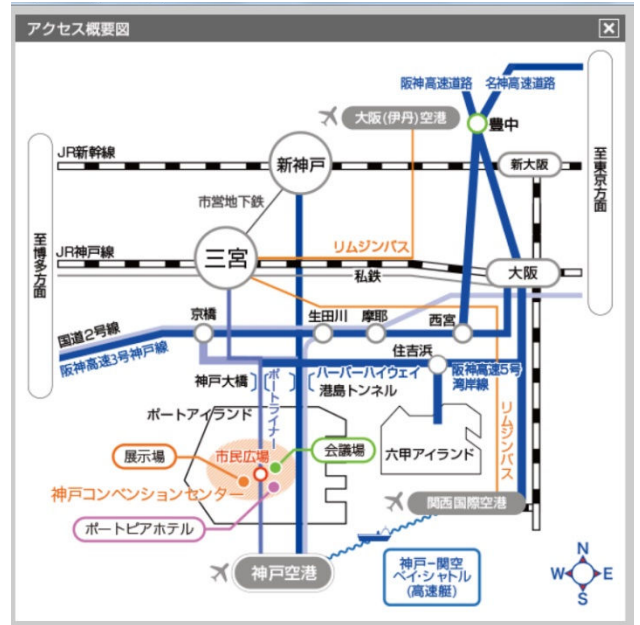 アクセス概要図
阪神高速道路
名神高速道路
大阪(伊丹)空港
豊中
JR新幹線
新神戸
新大阪
市営地下鉄
至博多方面
至東京方面
JR神戸線
三宮
リムジンバス
私鉄
大阪
京橋
生田川
摩耶
西宮
国道2号線
阪神高速3号神戸線
住吉浜
神戸大橋
ポートライナー
ハーバーハイウェイ
港島トンネル
阪神高速5号
湾岸線
リムジンバス
ポートアイランド
展示場
市民広場
会議場
六甲アイランド
神戸コンベンションセンター
ポートピアホテル
関西国際空港
神戸空港
神戸-関空
ベイ・シャトル
(高速艇)
N
W
E
S